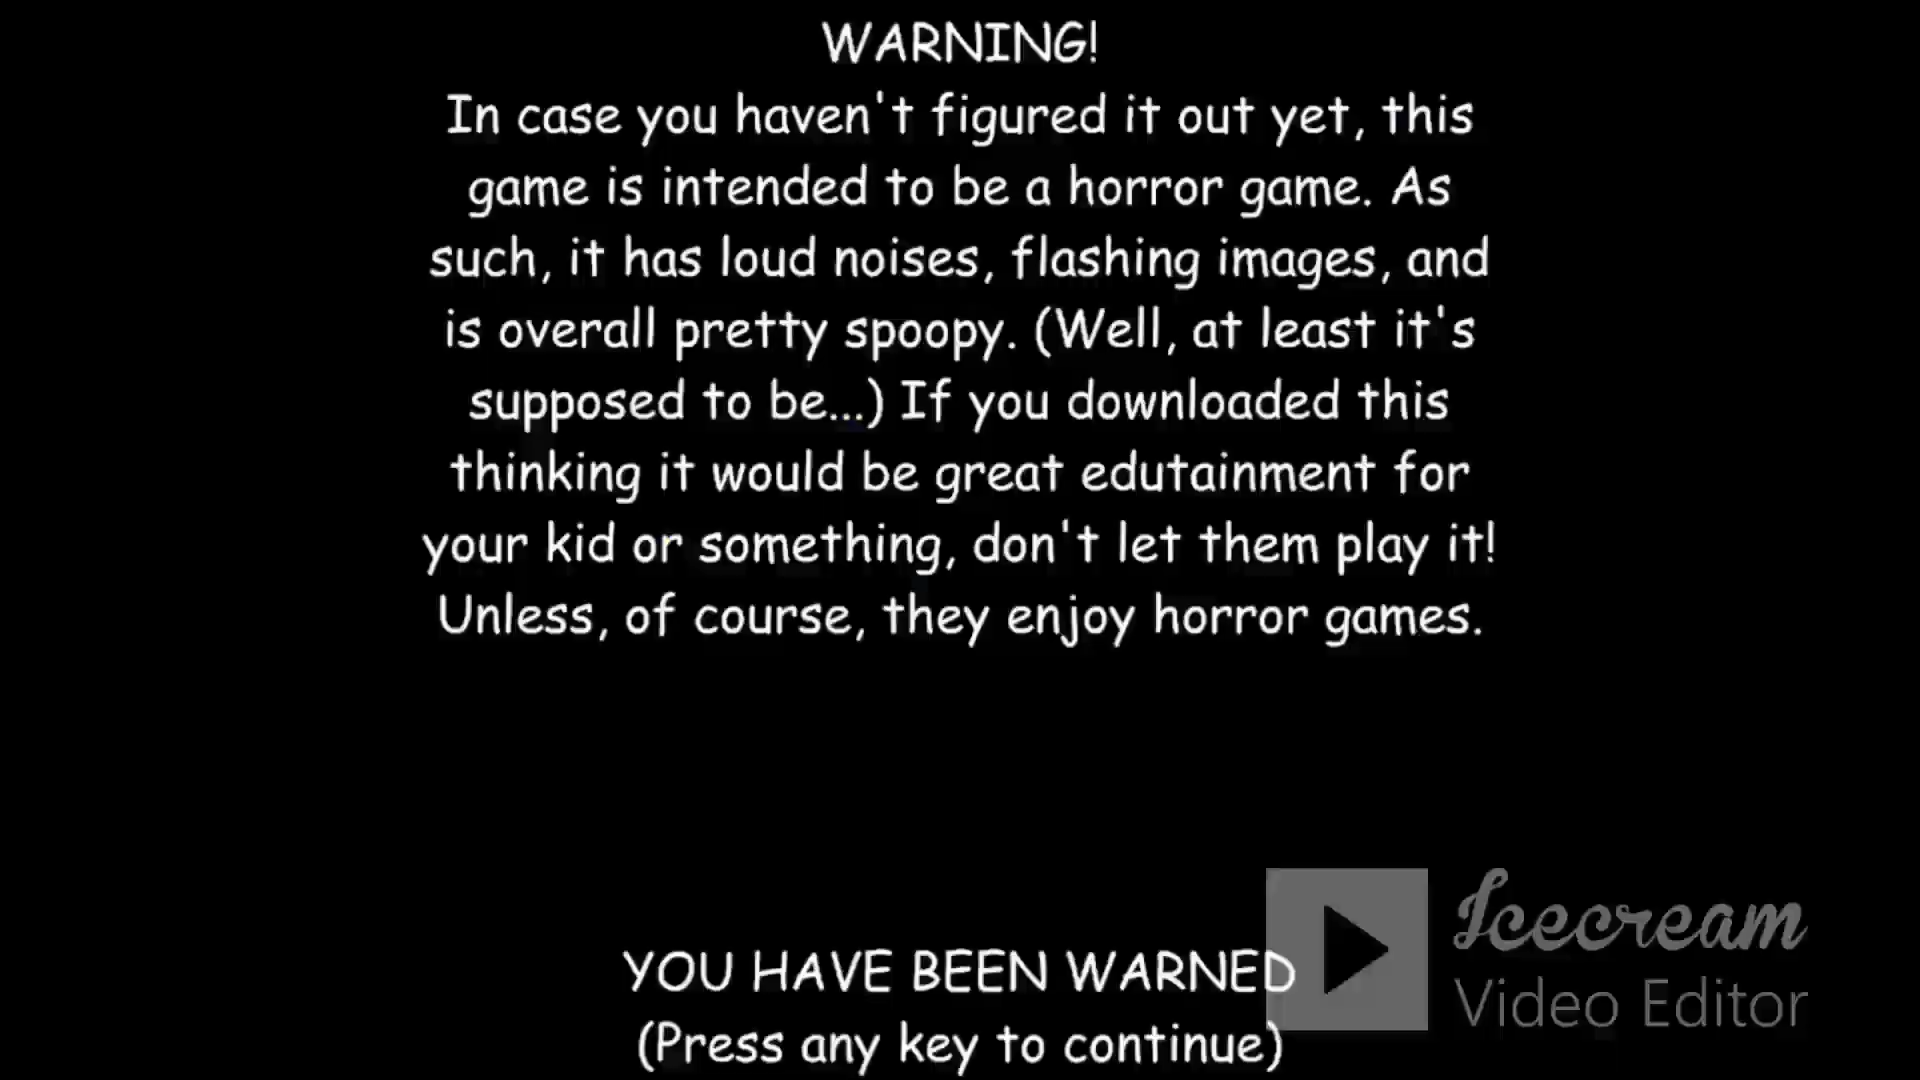 WARNING!
In case you haven't figured it out yet, this
game is intended to be a horror game. As
such, it has loud noises, flashing images, and
is overall pretty spoopy. (Well, at least it's
supposed to be...) If you downloaded this
thinking it would be great edutainment for
your kid or something, don't let them play it!
Unless, of course, they enjoy horror games.
YOU HAVE BEEN WARNED
(Press any key to continue)
Icecream
Video Editor